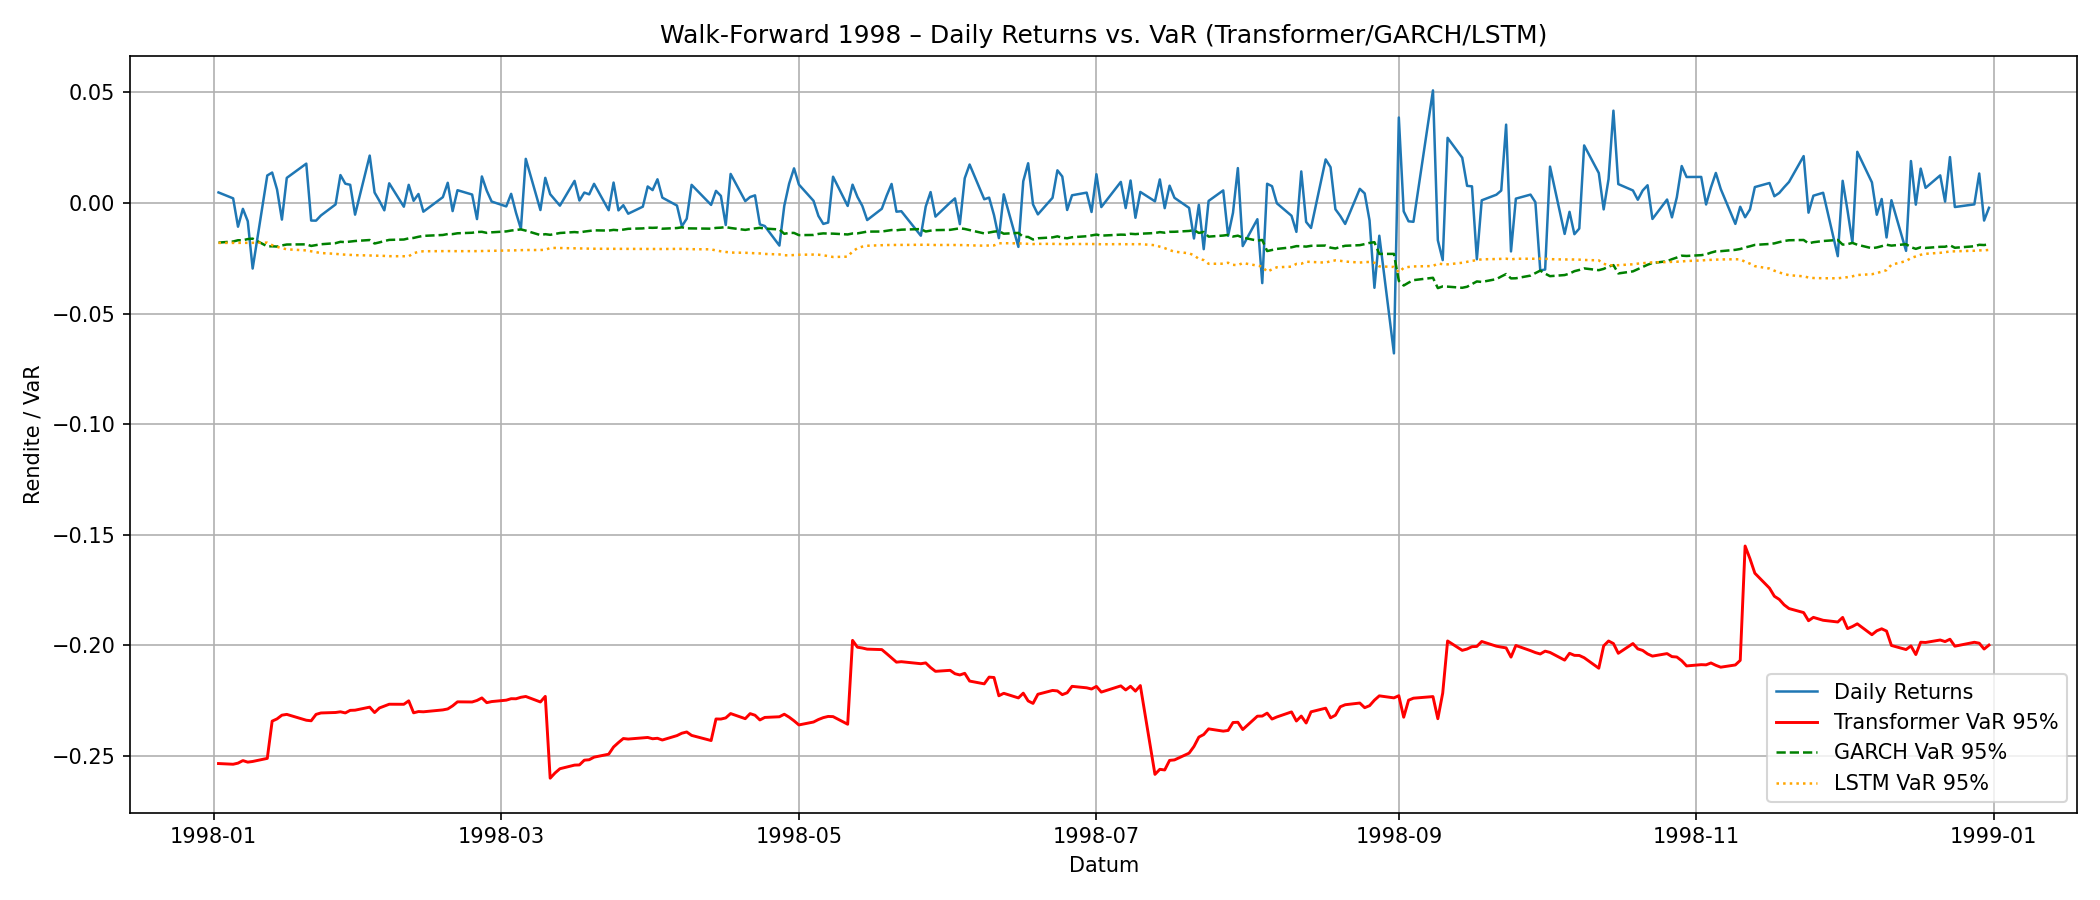 Walk-Forward 1998 – Daily Returns vs. VaR (Transformer/GARCH/LSTM)
Rendite / VaR
0.05
0.00
−0.05
−0.10
−0.15
−0.20
−0.25
Daily Returns
Transformer VaR 95%
GARCH VaR 95%
LSTM VaR 95%
1998-01 1998-03 1998-05 1998-07 1998-09 1998-11 1999-01
Datum